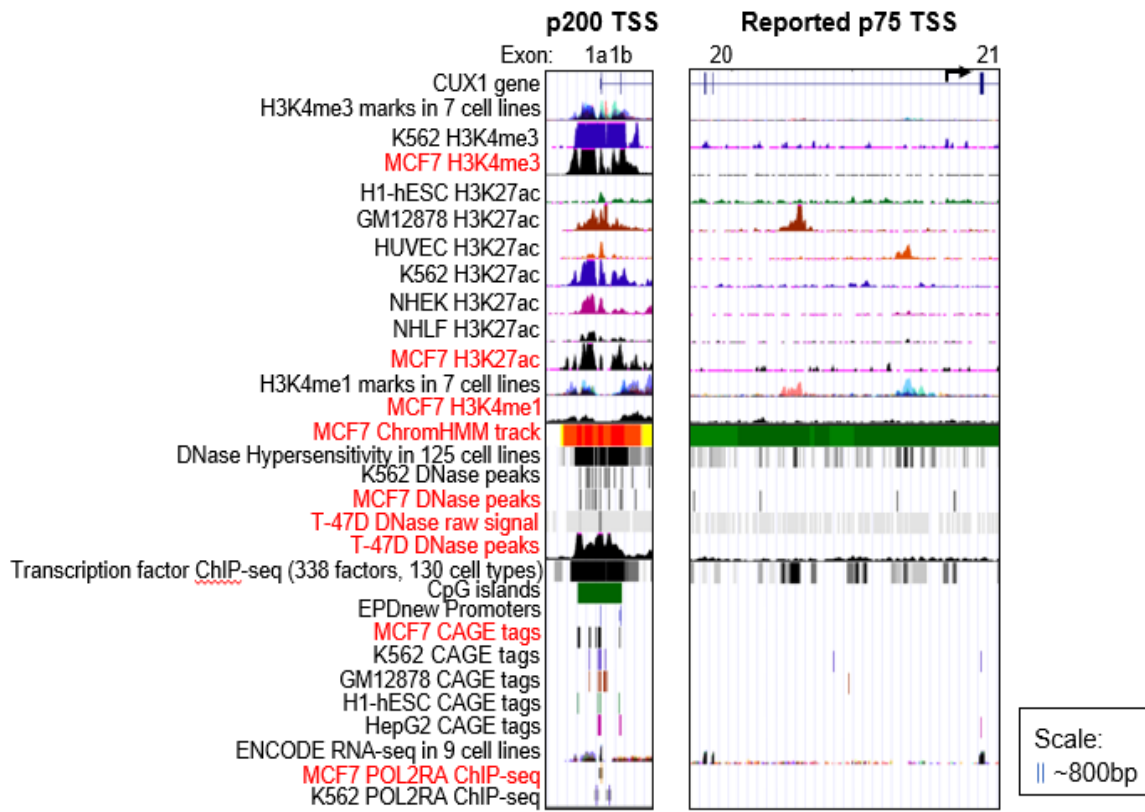 p200 TSS Reported p75 TSS
Exon: 1a 1b 20 21
CUX1 gene
H3K4me3 marks in 7 cell lines
K562 H3K4me3
MCF7 H3K4me3
H1-hESC H3K27ac
GM12878 H3K27ac
HUVEC H3K27ac
K562 H3K27ac
NHEK H3K27ac
NHLF H3K27ac
MCF7 H3K27ac
H3K4me1 marks in 7 cell lines
MCF7 H3K4me1
MCF7 ChromHMM track
DNase Hypersensitivity in 125 cell lines
K562 DNase peaks
MCF7 DNase peaks
T-47D DNase raw signal
T-47D DNase peaks
Transcription factor ChIP-seq (338 factors, 130 cell types)
CpG islands
EPDnew Promoters
MCF7 CAGE tags
K562 CAGE tags
GM12878 CAGE tags
H1-hESC CAGE tags
HepG2 CAGE tags
ENCODE RNA-seq in 9 cell lines
MCF7 POL2RA ChIP-seq
K562 POL2RA ChIP-seq
Scale:
~800bp